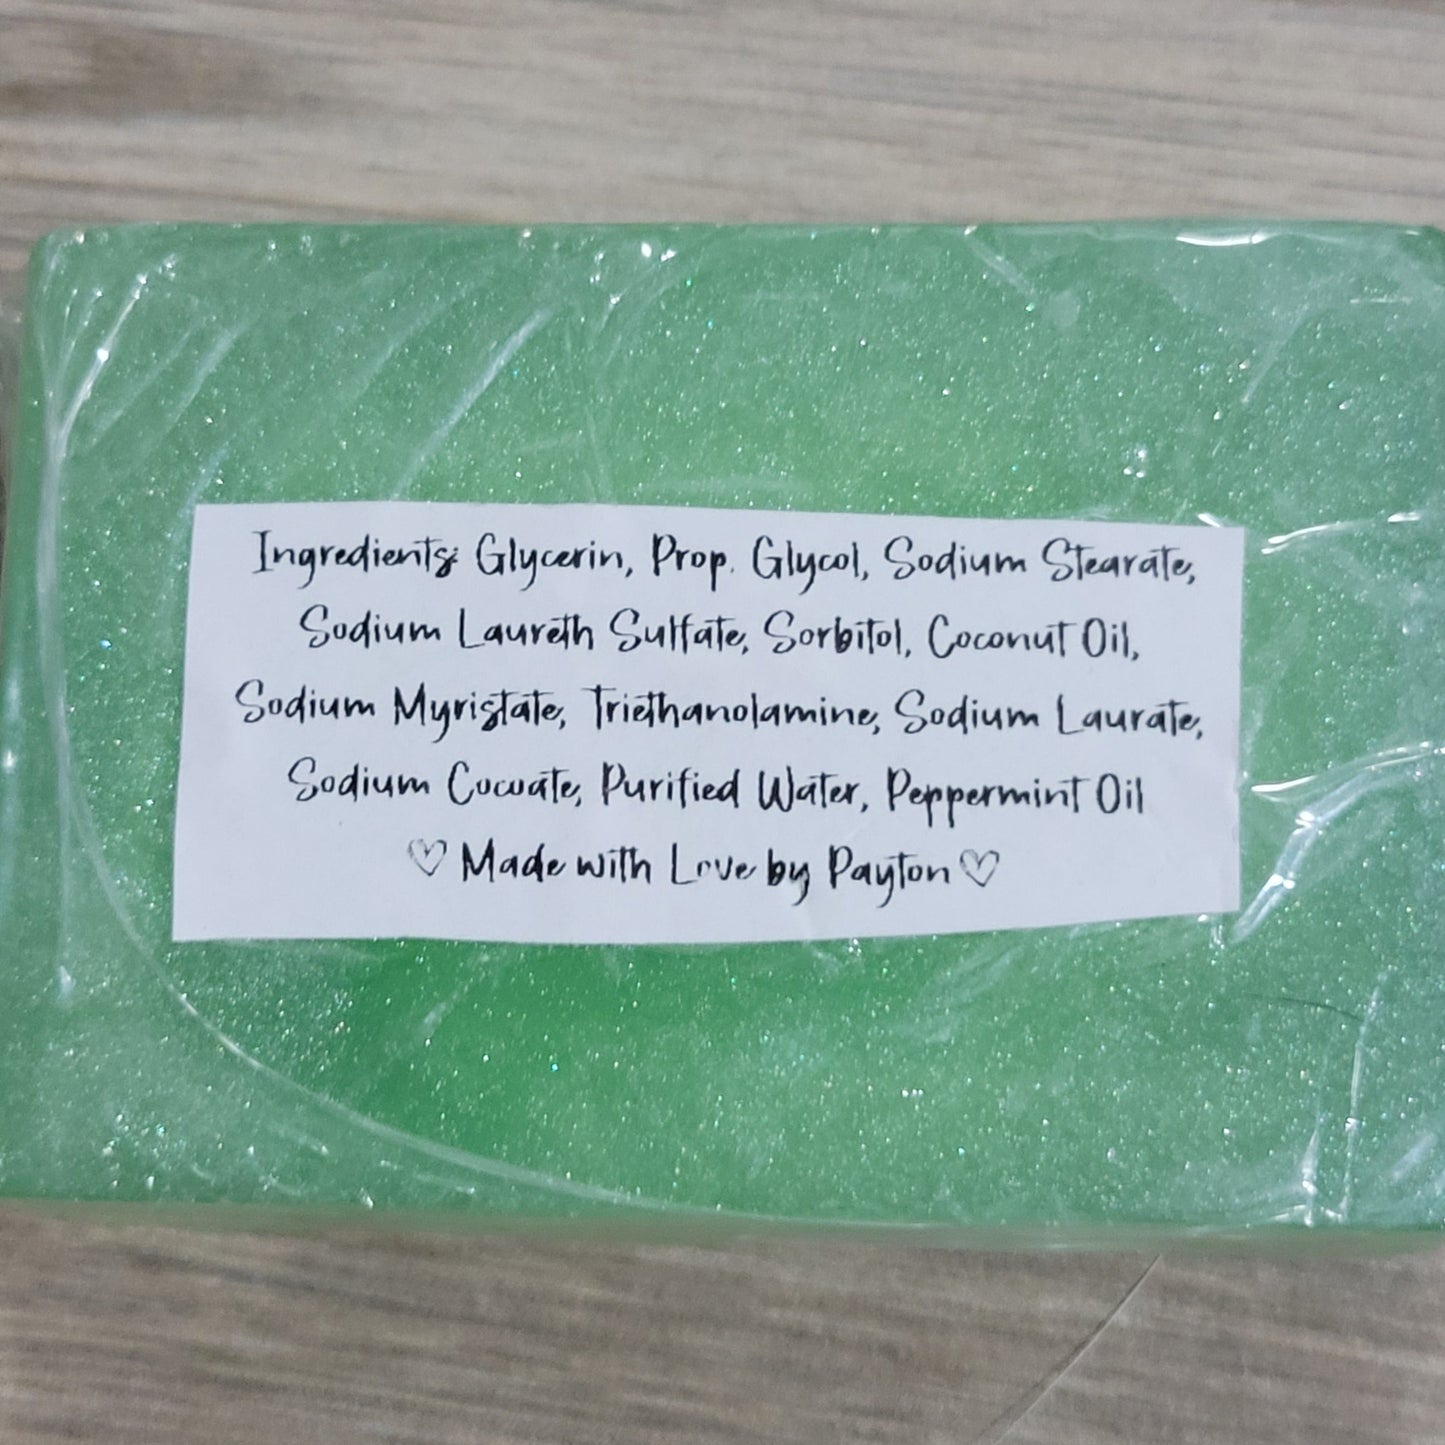 Ingredients: Glycerin, Prop. Glycol, Sodium Stearate,
Sodium Laureth Sulfate, Sorbitol, Coconut Oil,
Sodium Myristate, Triethanolamine, Sodium Laurate,
Sodium Cocoate, Purified Water, Peppermint Oil
♡ Made with Love by Payton ♡